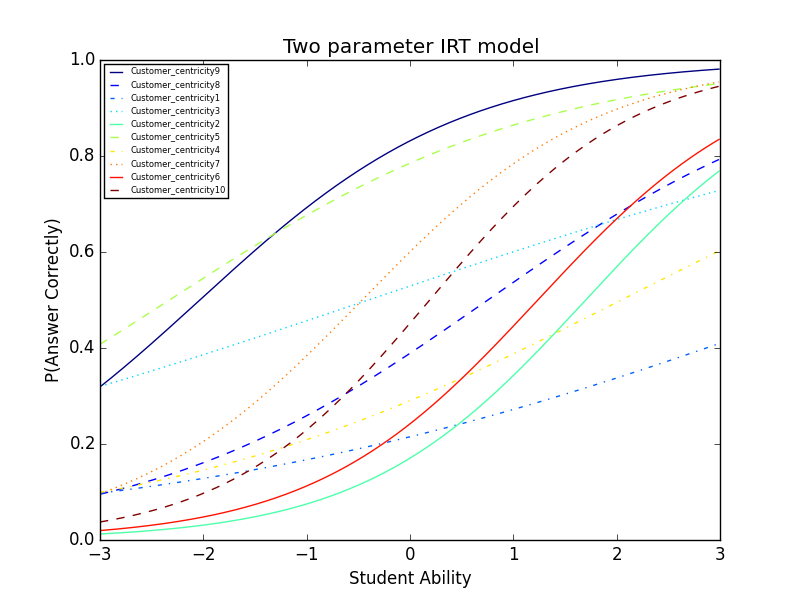 Two parameter IRT model
1.0
0.8
0.6
0.4
0.2
0.0
P(Answer Correctly)
Customer_centricity9
Customer_centricity8
Customer_centricity1
Customer_centricity3
Customer_centricity2
Customer_centricity5
Customer_centricity4
Customer_centricity7
Customer_centricity6
Customer_centricity10
−3 −2 −1 0 1 2 3
Student Ability